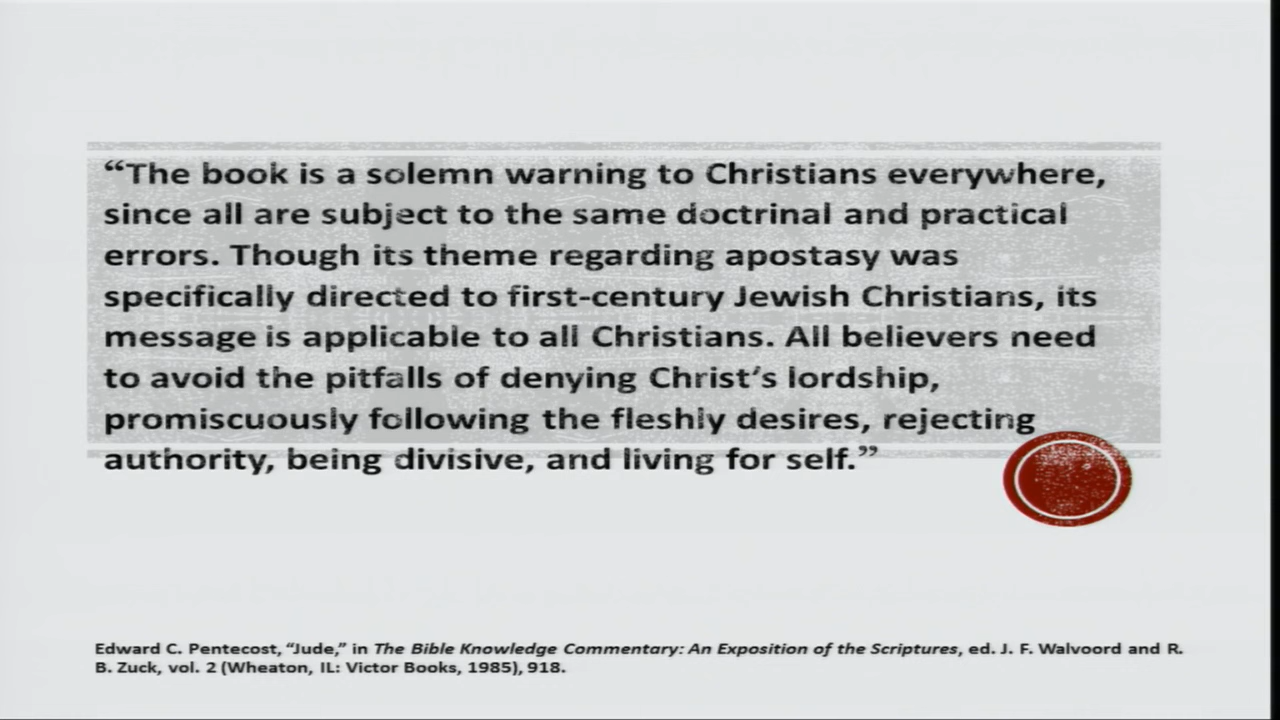 “The book is a solemn warning to Christians everywhere,
since all are subject to the same doctrinal and practical
errors. Though its theme regarding apostasy was
specifically directed to first-century Jewish Christians, its
message is applicable to all Christians. All believers need
to avoid the pitfalls of denying Christ’s lordship,
promiscuously following the fleshly desires, rejecting
authority, being divisive, and living for self.”
Edward C. Pentecost, “Jude,” in The Bible Knowledge Commentary: An Exposition of the Scriptures, ed. J. F. Walvoord and R.
B. Zuck, vol. 2 (Wheaton, IL: Victor Books, 1985), 918.